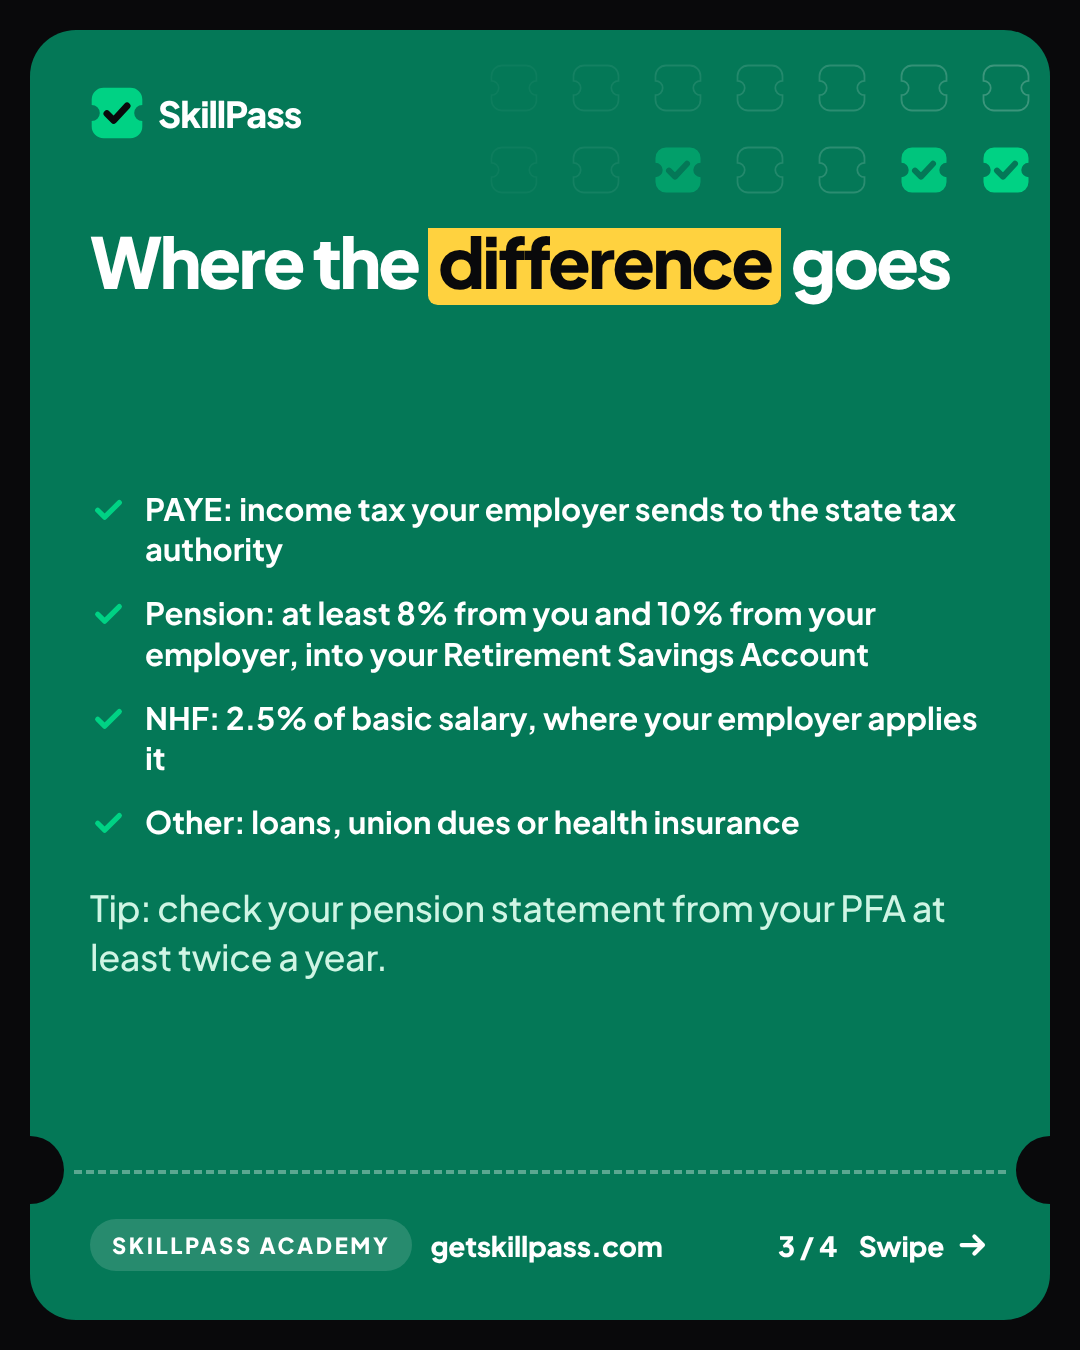 SkillPass
Where the difference goes
PAYE: income tax your employer sends to the state tax
authority
Pension: at least 8% from you and 10% from your
employer, into your Retirement Savings Account
NHF: 2.5% of basic salary, where your employer applies
it
Other: loans, union dues or health insurance
Tip: check your pension statement from your PFA at
least twice a year.
SKILLPASS ACADEMY getskillpass.com 3 / 4 Swipe →